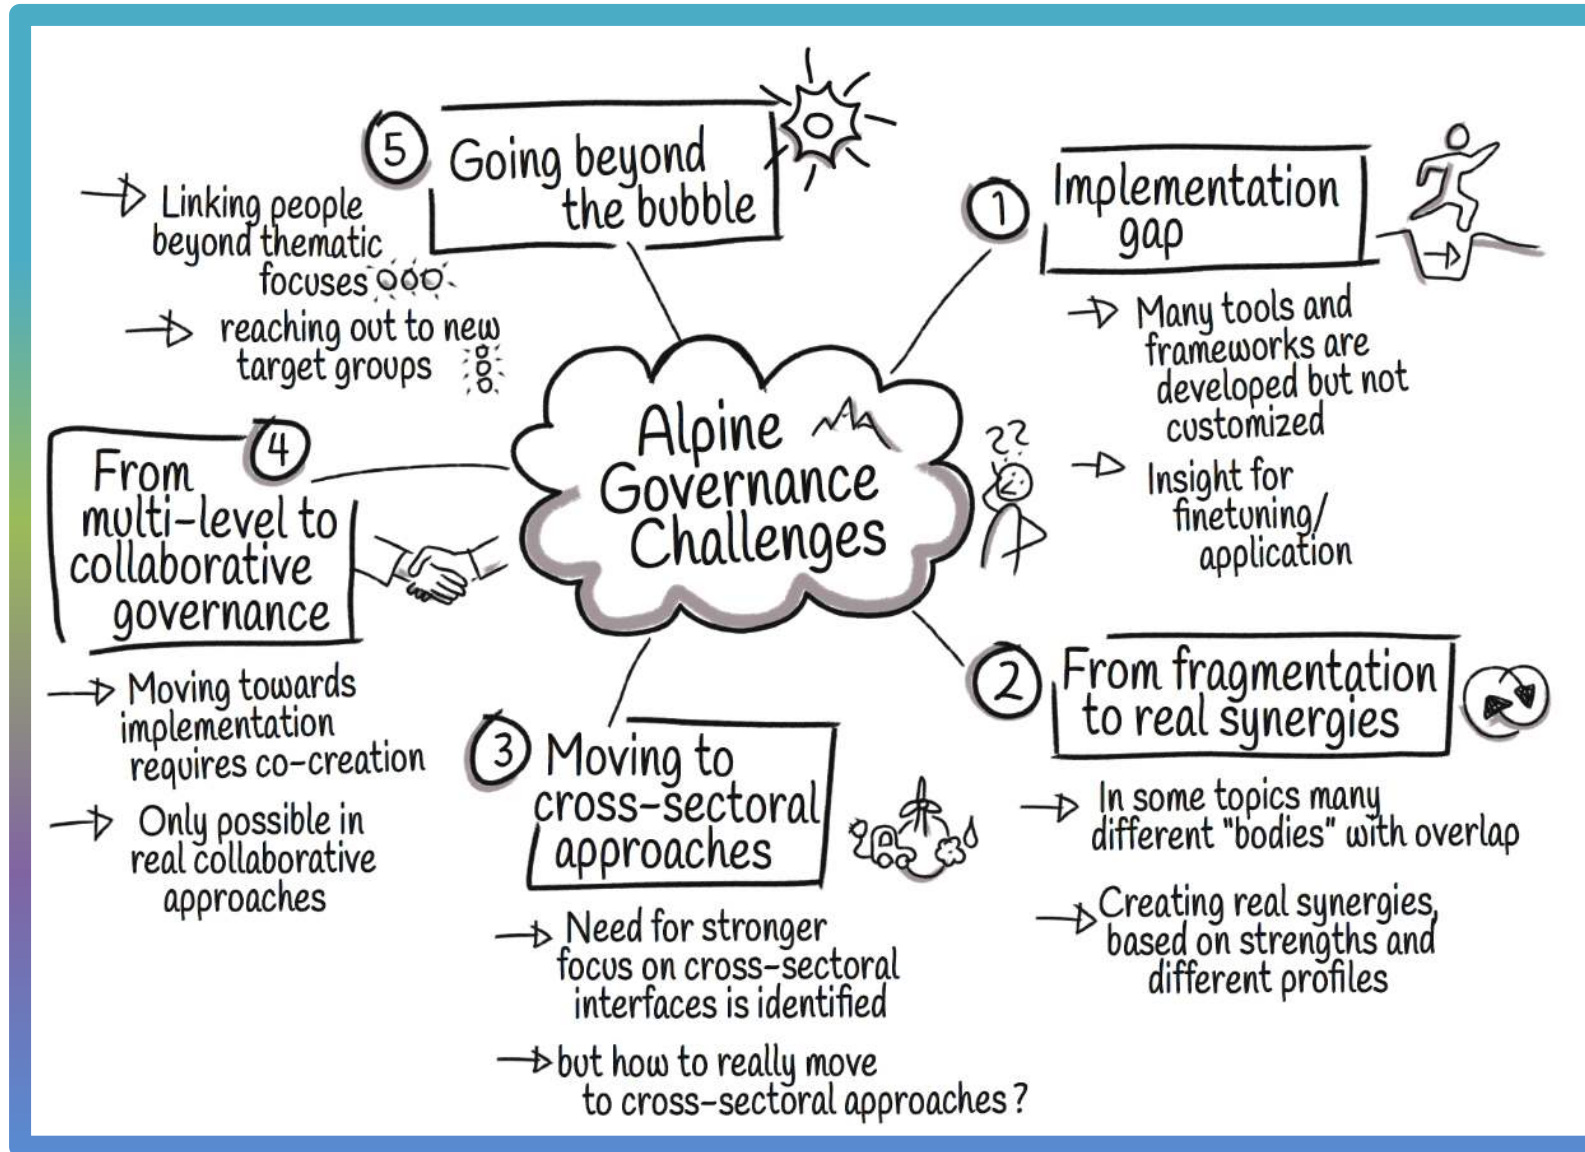 Alpine
Governance
Challenges
??
1
Implementation
gap
Many tools and
frameworks are
developed but not
customized
Insight for
finetuning/
application
2
From fragmentation
to real synergies
In some topics many
different "bodies" with overlap
Creating real synergies,
based on strengths and
different profiles
3
Moving to
cross-sectoral
approaches
Need for stronger
focus on cross-sectoral
interfaces is identified
but how to really move
to cross-sectoral approaches?
4
From
multi-level to
collaborative
governance
Moving towards
implementation
requires co-creation
Only possible in
real collaborative
approaches
5
Going beyond
the bubble
Linking people
beyond thematic
focuses
reaching out to new
target groups